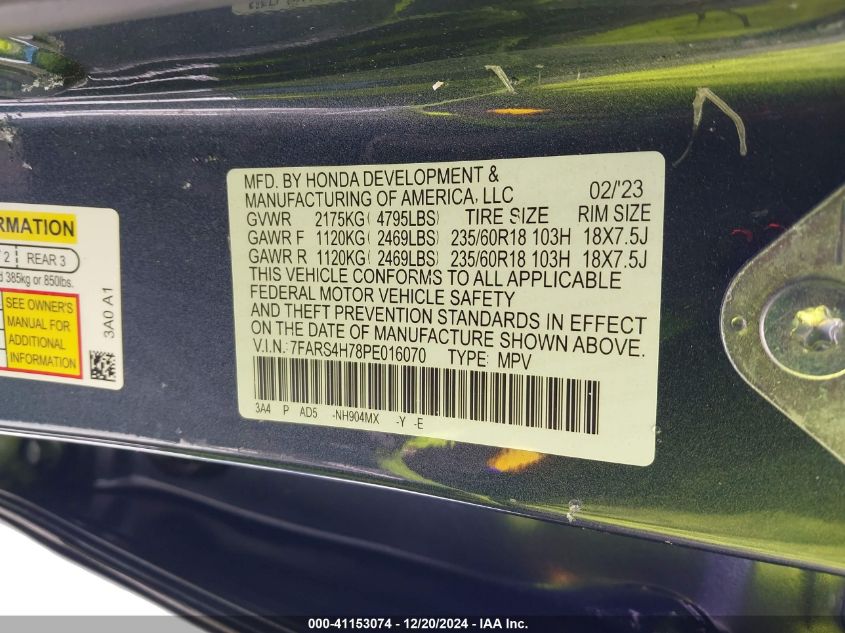 MFD. BY HONDA DEVELOPMENT &
MANUFACTURING OF AMERICA, LLC 02/'23
GVWR 2175KG( 4795LBS) TIRE SIZE RIM SIZE
GAWR F 1120KG( 2469LBS) 235/60R18 103H 18X7.5J
GAWR R 1120KG( 2469LBS) 235/60R18 103H 18X7.5J
THIS VEHICLE CONFORMS TO ALL APPLICABLE
FEDERAL MOTOR VEHICLE SAFETY
AND THEFT PREVENTION STANDARDS IN EFFECT
ON THE DATE OF MANUFACTURE SHOWN ABOVE.
V.I.N.: 7FARS4H78PE016070 TYPE: MPV
3A4 P AD5 -NH904MX -Y -E
RMATION
2 REAR 3
385kg or 850lbs.
SEE OWNER'S
MANUAL FOR
ADDITIONAL
INFORMATION
3A0 A1
000-41153074 - 12/20/2024 - IAA Inc.